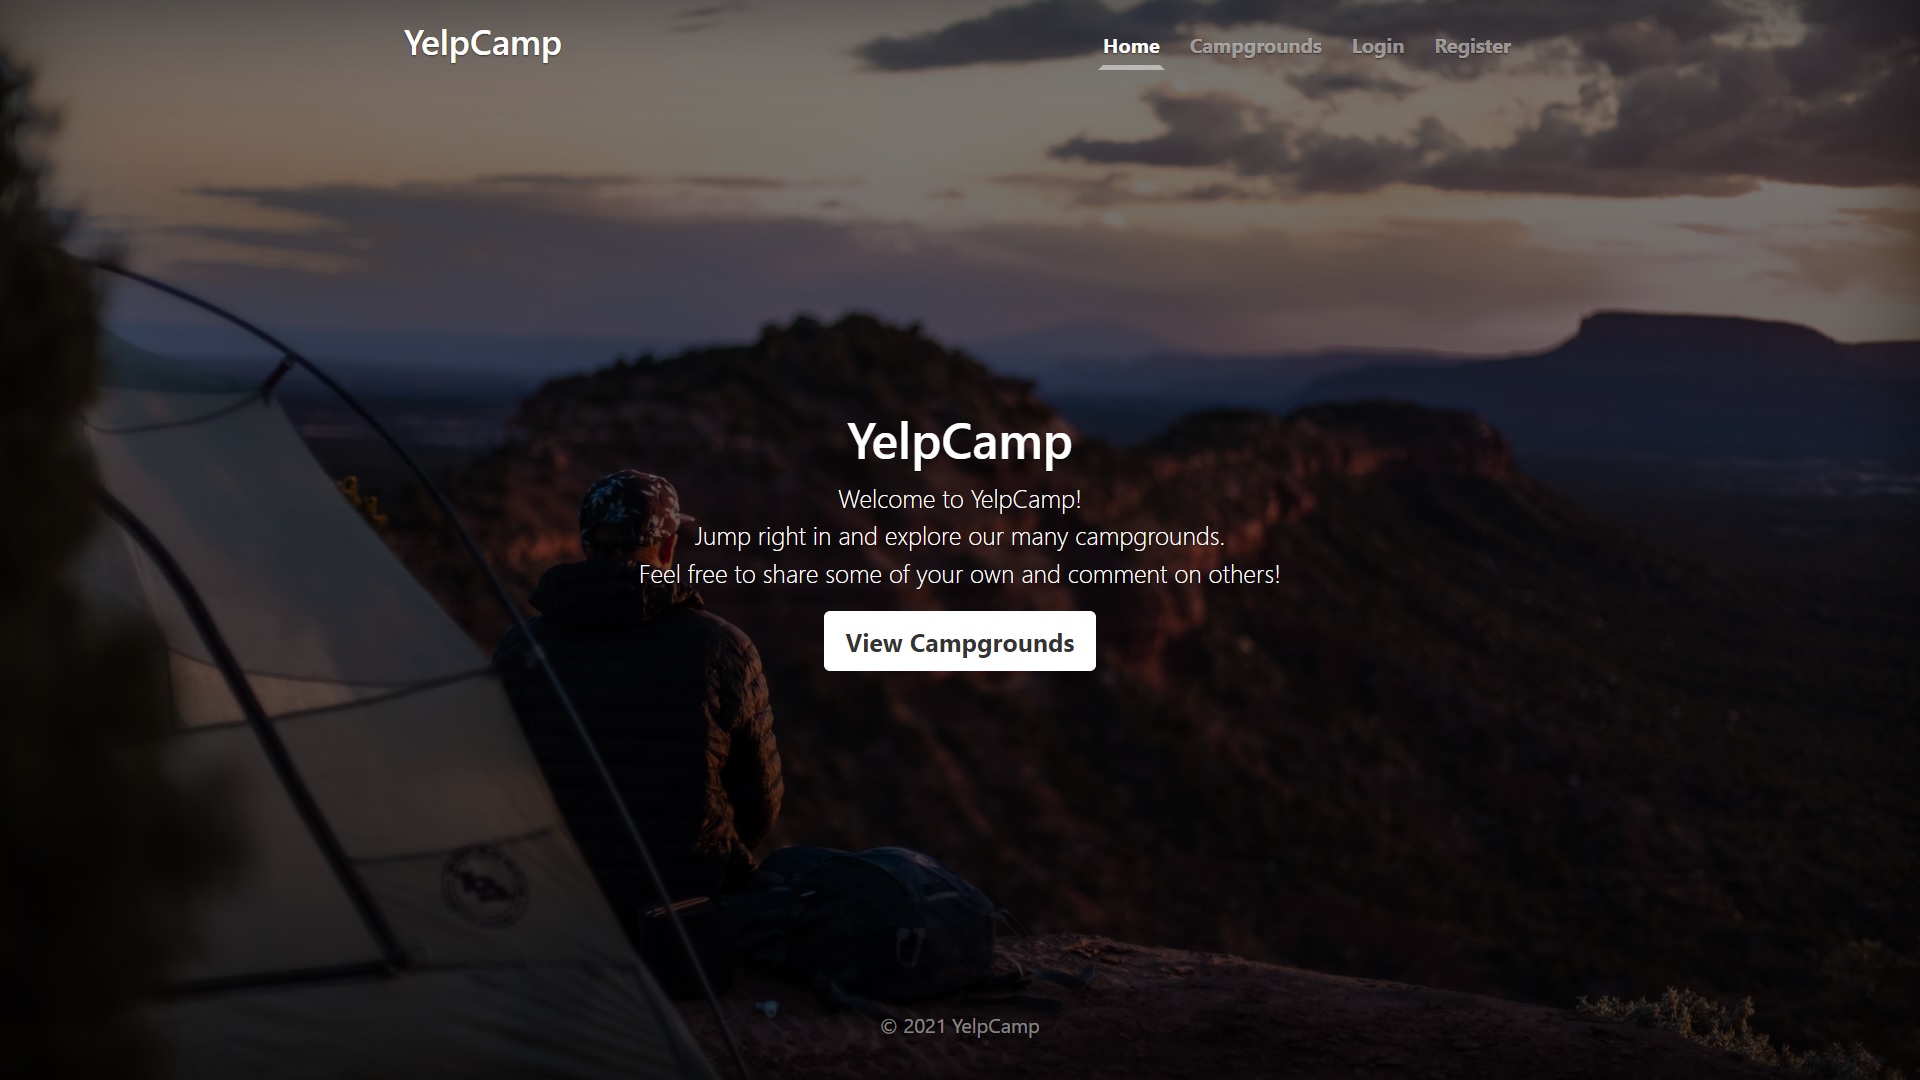 YelpCamp
Home Campgrounds Login Register
YelpCamp
Welcome to YelpCamp!
Jump right in and explore our many campgrounds.
Feel free to share some of your own and comment on others!
View Campgrounds
© 2021 YelpCamp